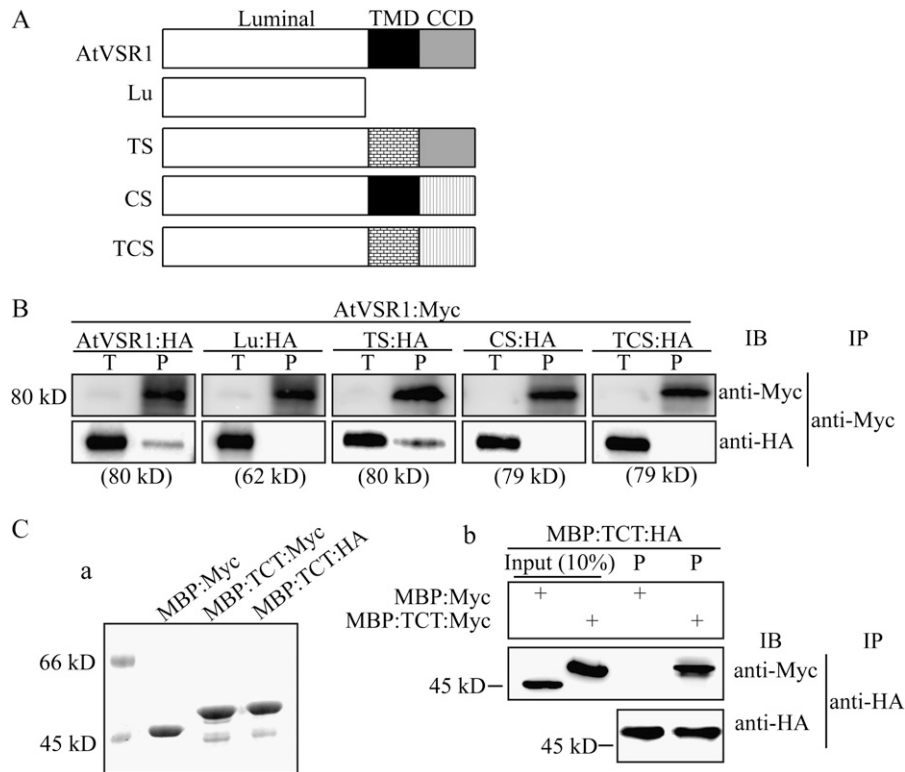 A
Luminal TMD CCD
AtVSR1
Lu
TS
CS
TCS
B
AtVSR1:Myc
AtVSR1:HA Lu:HA TS:HA CS:HA TCS:HA IB IP
T P T P T P T P T P
80 kD anti-Myc
anti-Myc
anti-HA
(80 kD) (62 kD) (80 kD) (79 kD) (79 kD)
C
a
MBP:Myc
MBP:TCT:Myc
MBP:TCT:HA
66 kD
45 kD
b
MBP:TCT:HA
Input (10%) P P
MBP:Myc + +
MBP:TCT:Myc + +
IB IP
45 kD anti-Myc
anti-HA
45 kD anti-HA